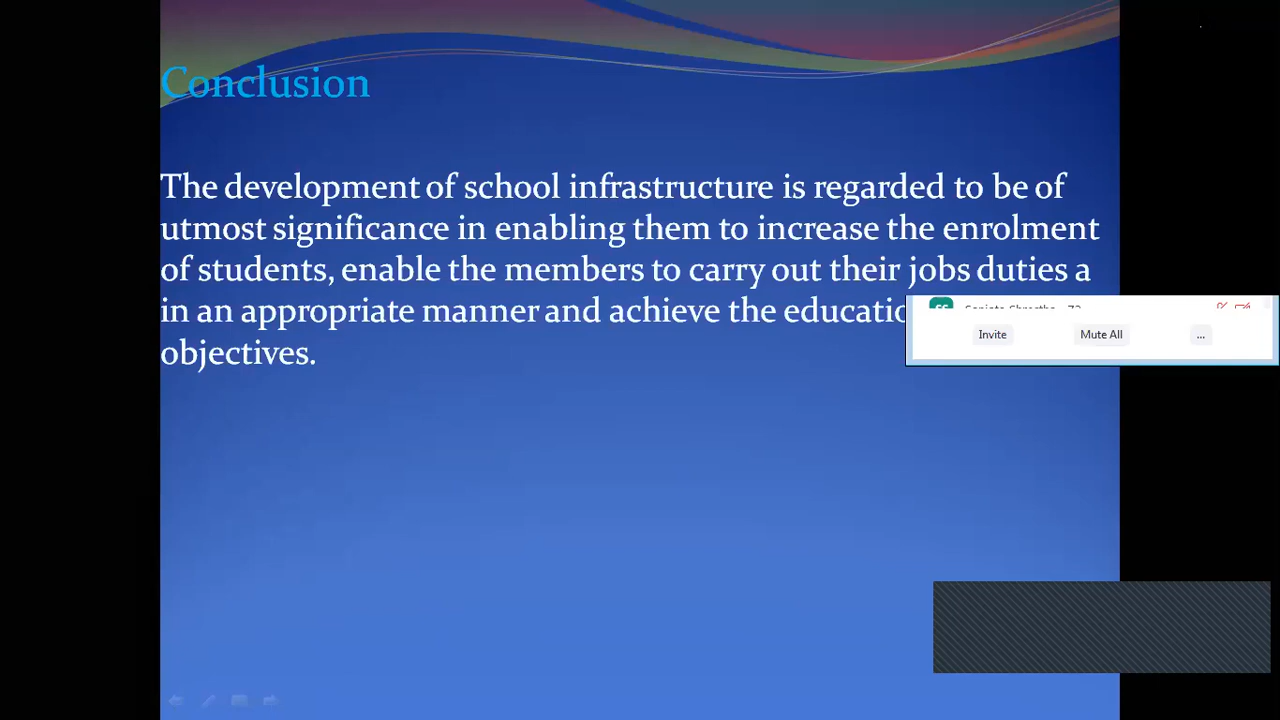 Conclusion
The development of school infrastructure is regarded to be of
utmost significance in enabling them to increase the enrolment
of students, enable the members to carry out their jobs duties a
in an appropriate manner and achieve the
objectives.
Invite
Mute All
...